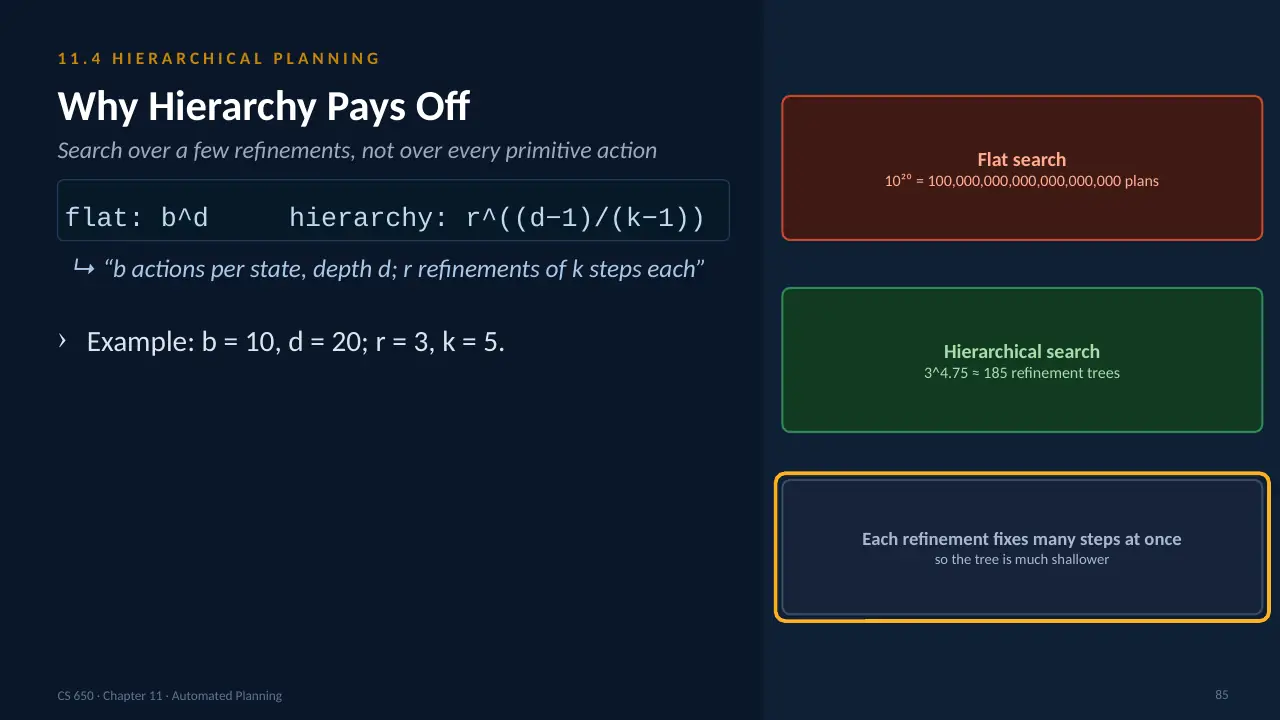 11.4 HIERARCHICAL PLANNING
Why Hierarchy Pays Off
Search over a few refinements, not over every primitive action
flat: b^d     hierarchy: r^((d−1)/(k−1))
↪ “b actions per state, depth d; r refinements of k steps each”
› Example: b = 10, d = 20; r = 3, k = 5.
Flat search
10²⁰ = 100,000,000,000,000,000,000 plans
Hierarchical search
3^4.75 ≈ 185 refinement trees
Each refinement fixes many steps at once
so the tree is much shallower
CS 650 · Chapter 11 · Automated Planning
85